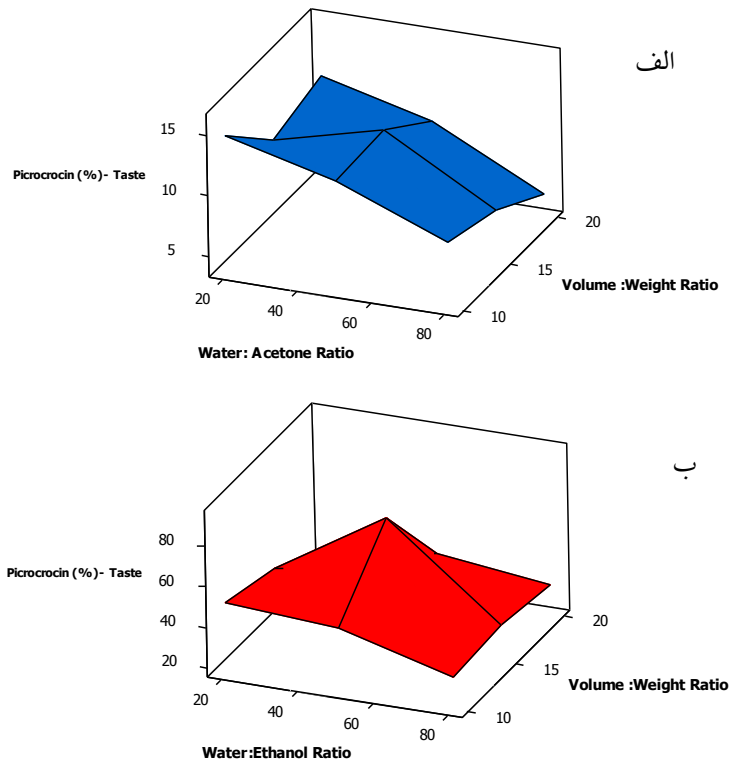 الف
15
10
5
Picrocrocin (%)- Taste
20
40
60
80
10
15
20
Volume :Weight Ratio
Water: Acetone Ratio
ب
80
60
40
20
Picrocrocin (%)- Taste
20
40
60
80
10
15
20
Volume :Weight Ratio
Water:Ethanol Ratio